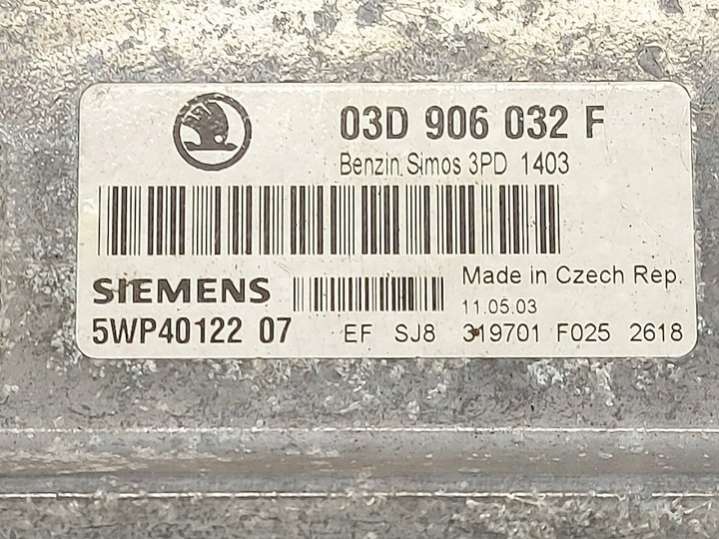 03D 906 032 F
Benzin Simos 3PD 1403
SIEMENS
Made in Czech Rep.
11.05.03
5WP40122 07
EF SJ8 319701 F025 2618